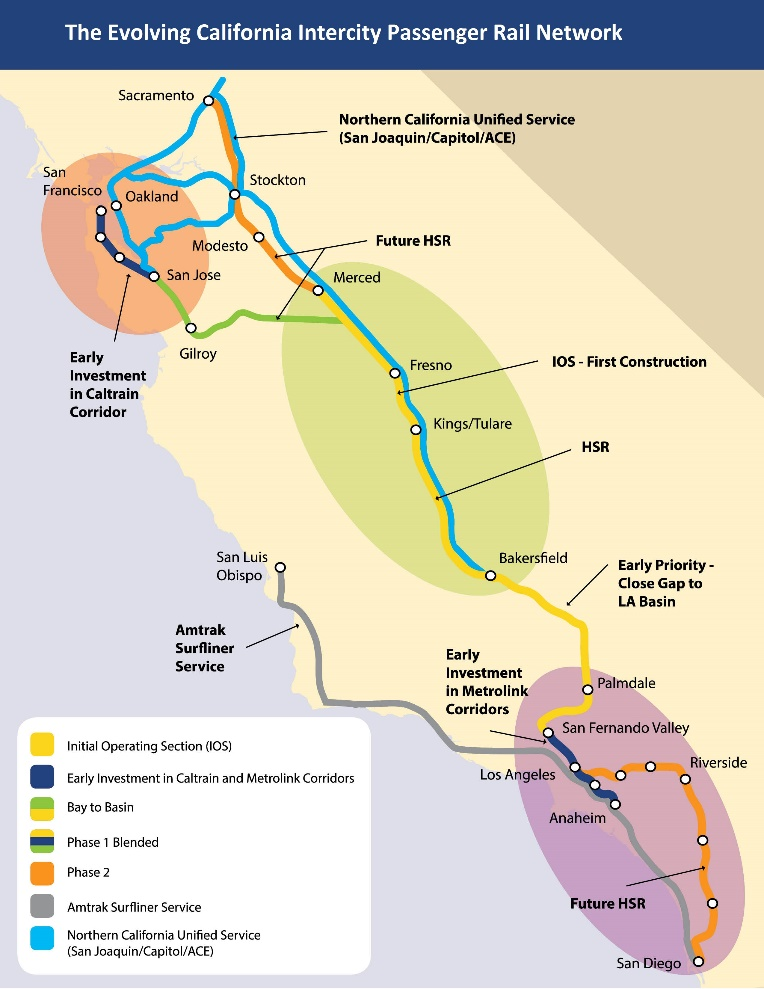 The Evolving California Intercity Passenger Rail Network
Sacramento
Northern California Unified Service
(San Joaquin/Capitol/ACE)
San
Francisco
Oakland
Stockton
Modesto
Future HSR
San Jose
Merced
Gilroy
Early
Investment
in Caltrain
Corridor
Fresno
IOS - First Construction
Kings/Tulare
HSR
San Luis
Obispo
Bakersfield
Early Priority -
Close Gap to
LA Basin
Amtrak
Surfliner
Service
Early
Investment
in Metrolink
Corridors
Palmdale
San Fernando Valley
Los Angeles
Riverside
Anaheim
Future HSR
San Diego
Initial Operating Section (IOS)
Early Investment in Caltrain and Metrolink Corridors
Bay to Basin
Phase 1 Blended
Phase 2
Amtrak Surfliner Service
Northern California Unified Service
(San Joaquin/Capitol/ACE)